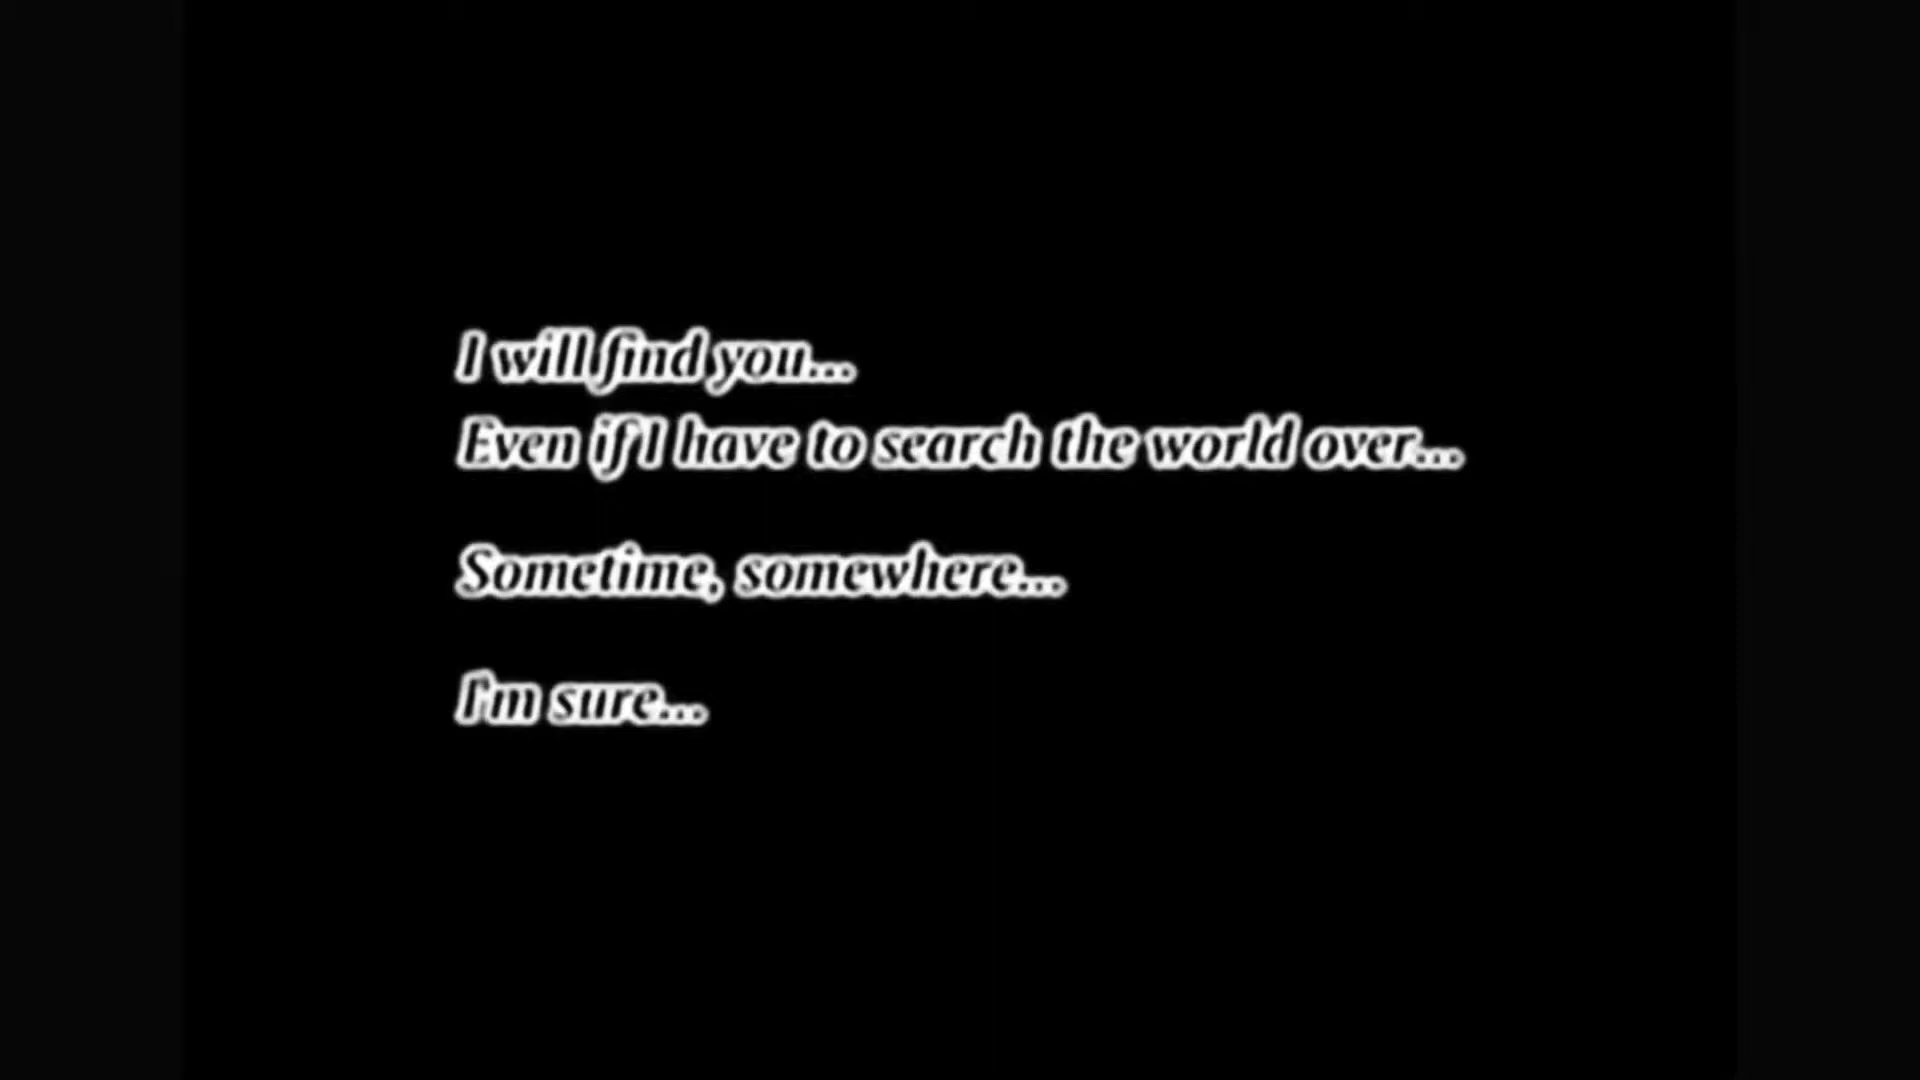 I will find you...
Even if I have to search the world over...
Sometime, somewhere...
I'm sure...